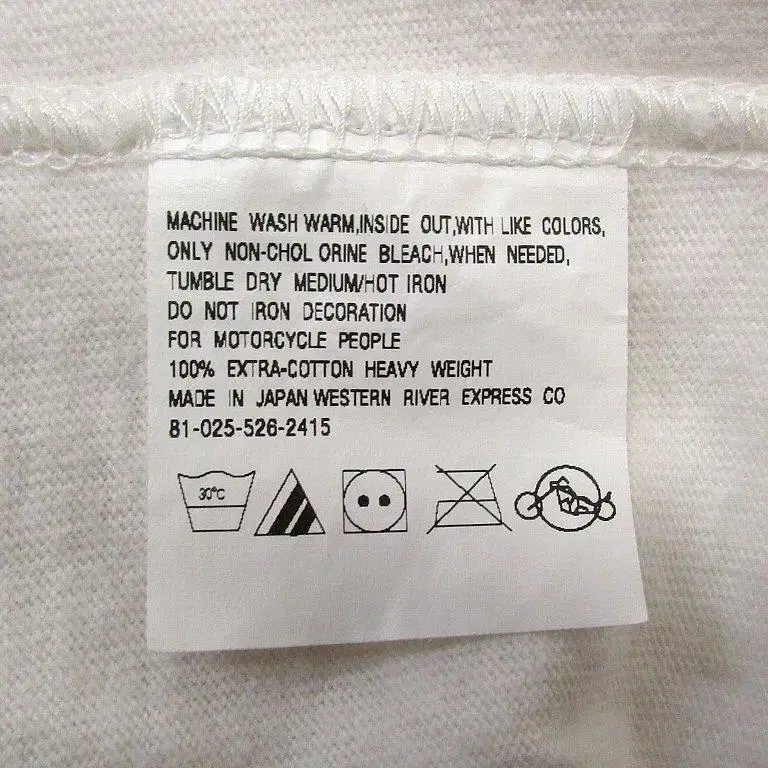 MACHINE WASH WARM,INSIDE OUT,WITH LIKE COLORS,
ONLY NON-CHOL ORINE BLEACH,WHEN NEEDED,
TUMBLE DRY MEDIUM/HOT IRON
DO NOT IRON DECORATION
FOR MOTORCYCLE PEOPLE
100% EXTRA-COTTON HEAVY WEIGHT
MADE IN JAPAN WESTERN RIVER EXPRESS CO
81-025-526-2415
30°C